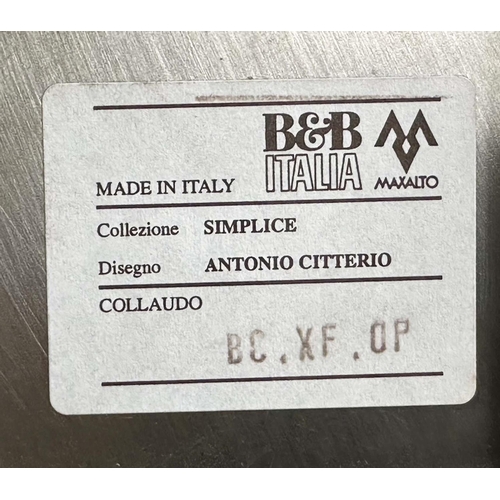 B&B
ITALIA
MAXALTO
MADE IN ITALY
Collezione SIMPLICE
Disegno ANTONIO CITTERIO
COLLAUDO
BC.XF.OP